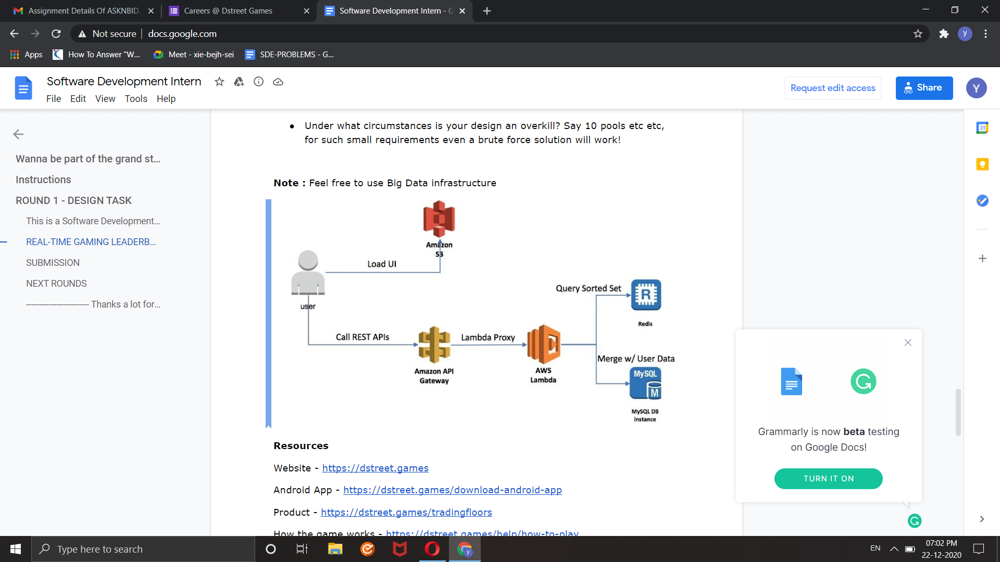 Assignment Details Of ASKNBID
Careers @ Dstreet Games
Software Development Intern - G
Not secure
docs.google.com
y
Apps
How To Answer "W...
Meet - xie-bejh-sei
SDE-PROBLEMS - G...
Software Development Intern
File Edit View Tools Help
Request edit access
Share
Y
Wanna be part of the grand st...
Instructions
ROUND 1 - DESIGN TASK
This is a Software Development...
REAL-TIME GAMING LEADERB...
SUBMISSION
NEXT ROUNDS
------------------------- Thanks a lot for...
● Under what circumstances is your design an overkill? Say 10 pools etc etc,
for such small requirements even a brute force solution will work!
Note : Feel free to use Big Data infrastructure
Amazon
S3
Load UI
user
Query Sorted Set
R
Redis
Call REST APIs
Lambda Proxy
Amazon API
Gateway
AWS
Lambda
Merge w/ User Data
MySQL
M
MySQL DB
instance
Resources
Website - https://dstreet.games
Android App - https://dstreet.games/download-android-app
Product - https://dstreet.games/tradingfloors
How the game works - https://dstreet.games/help/how-to-play
31
Grammarly is now beta testing
on Google Docs!
TURN IT ON
Type here to search
y
EN
07:02 PM
22-12-2020